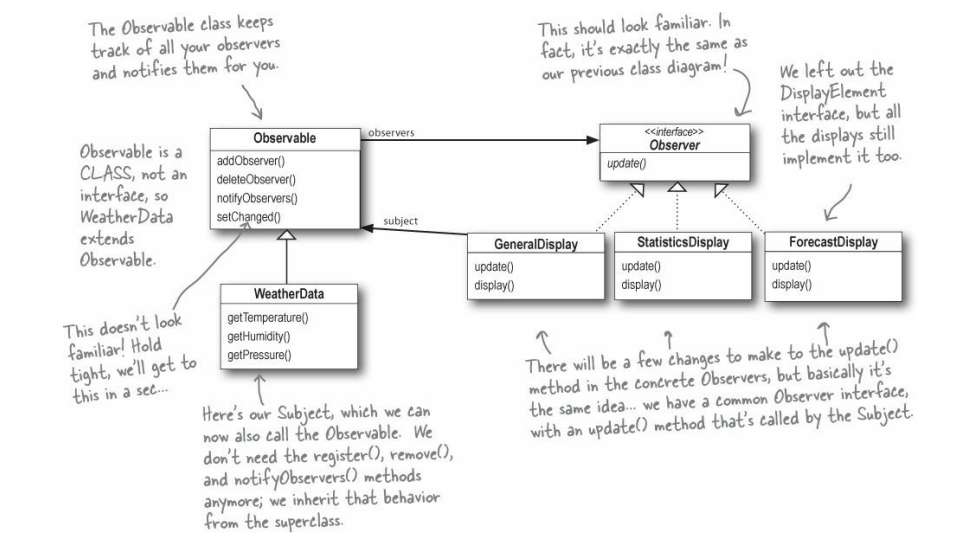 The Observable class keeps
track of all your observers
and notifies them for you.
This should look familiar. In
fact, it's exactly the same as
our previous class diagram!
We left out the
DisplayElement
interface, but all
the displays still
implement it too.
Observable is a
CLASS, not an
interface, so
WeatherData
extends
Observable.
Observable
addObserver()
deleteObserver()
notifyObservers()
setChanged()
observers
<<interface>>
Observer
update()
subject
GeneralDisplay
update()
display()
StatisticsDisplay
update()
display()
ForecastDisplay
update()
display()
WeatherData
getTemperature()
getHumidity()
getPressure()
This doesn't look
familiar! Hold
tight, we'll get to
this in a sec...
Here's our Subject, which we can
now also call the Observable. We
don't need the register(), remove(),
and notifyObservers() methods
anymore; we inherit that behavior
from the superclass.
There will be a few changes to make to the update()
method in the concrete Observers, but basically it's
the same idea... we have a common Observer interface,
with an update() method that's called by the Subject.